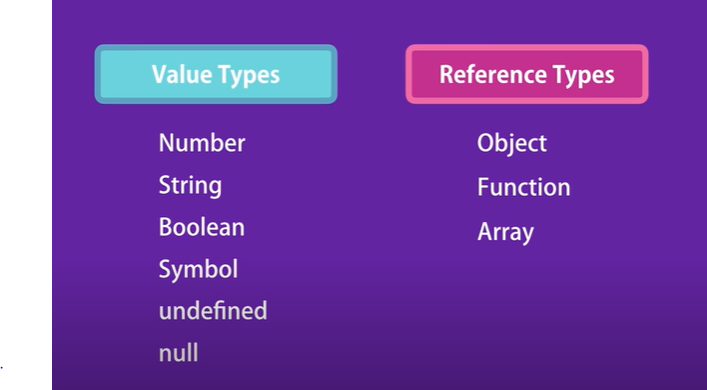 Value Types
Number
String
Boolean
Symbol
undefined
null
Reference Types
Object
Function
Array
.